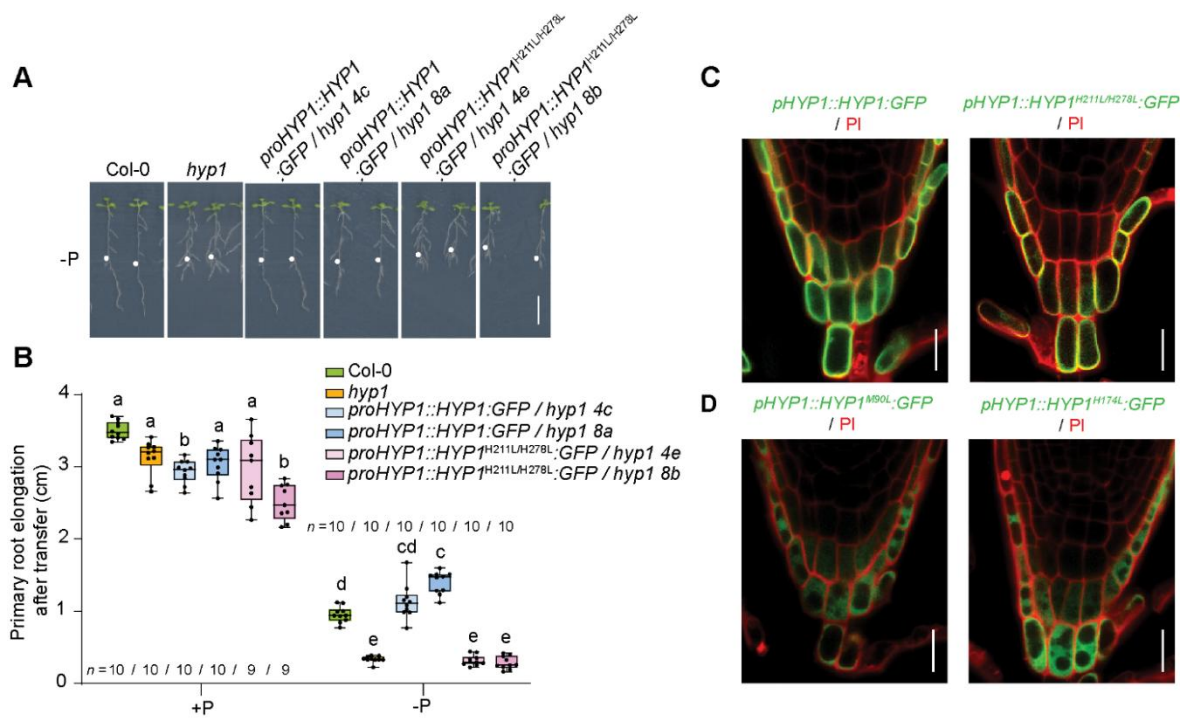 A
Col-0
hyp1
proHYP1::HYP1
:GFP / hyp1 4c
proHYP1::HYP1
:GFP / hyp1 8a
proHYP1::HYP1H211L/H278L
:GFP / hyp1 4e
proHYP1::HYP1H211L/H278L
:GFP / hyp1 8b
-P
B
Primary root elongation
after transfer (cm)
4
3
2
1
0
a
a
b
a
a
b
d
e
cd
c
e
e
Col-0
hyp1
proHYP1::HYP1:GFP / hyp1 4c
proHYP1::HYP1:GFP / hyp1 8a
proHYP1::HYP1H211L/H278L:GFP / hyp1 4e
proHYP1::HYP1H211L/H278L:GFP / hyp1 8b
n = 10 / 10 / 10 / 10 / 10 / 10
n = 10 / 10 / 10 / 10 / 9 / 9
+P
-P
C
pHYP1::HYP1:GFP
/ PI
pHYP1::HYP1H211L/H278L:GFP
/ PI
D
pHYP1::HYP1M90L:GFP
/ PI
pHYP1::HYP1H174L:GFP
/ PI